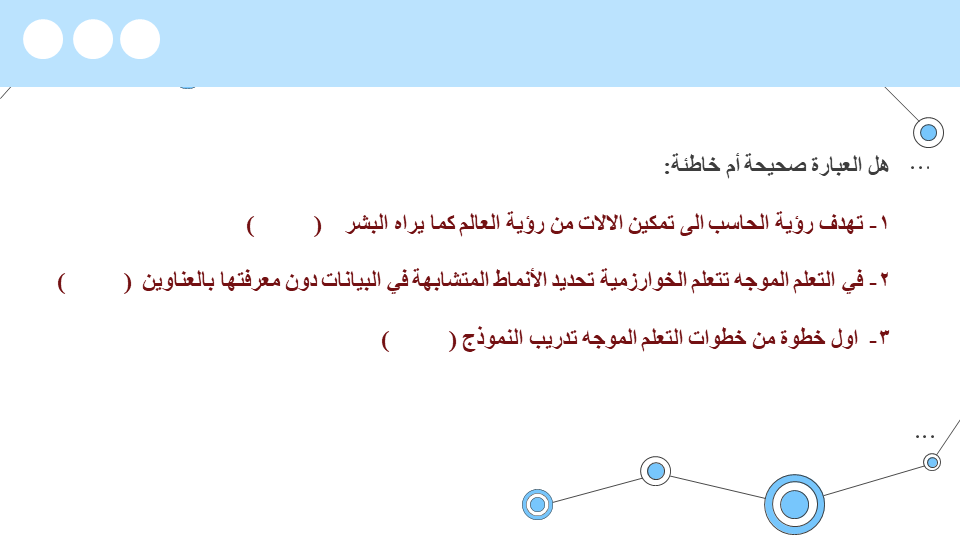 هل العبارة صحيحة أم خاطئة:
١- تهدف رؤية الحاسب الى تمكين الالات من رؤية العالم كما يراه البشر ( )
٢- في التعلم الموجه تتعلم الخوارزمية تحديد الأنماط المتشابهة في البيانات دون معرفتها بالعناوين ( )
٣- اول خطوة من خطوات التعلم الموجه تدريب النموذج ( )